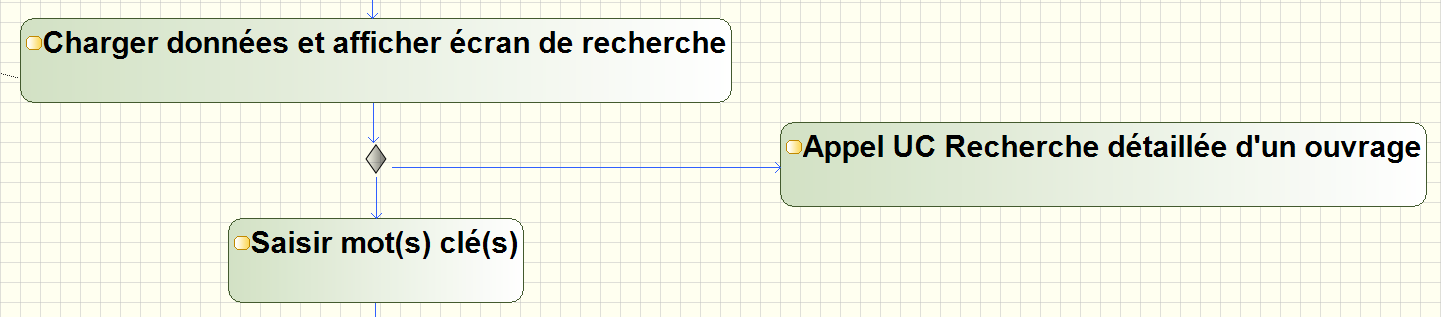 Charger données et afficher écran de recherche
Appel UC Recherche détaillée d'un ouvrage
Saisir mot(s) clé(s)